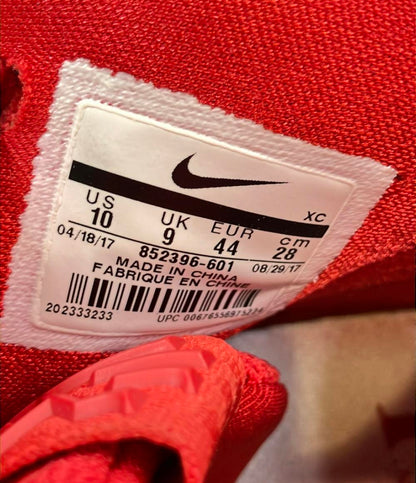 XC
US UK EUR cm
10 9 44 28
04/18/17 852396-601 08/29/17
MADE IN CHINA
FABRIQUE EN CHINE
202333233